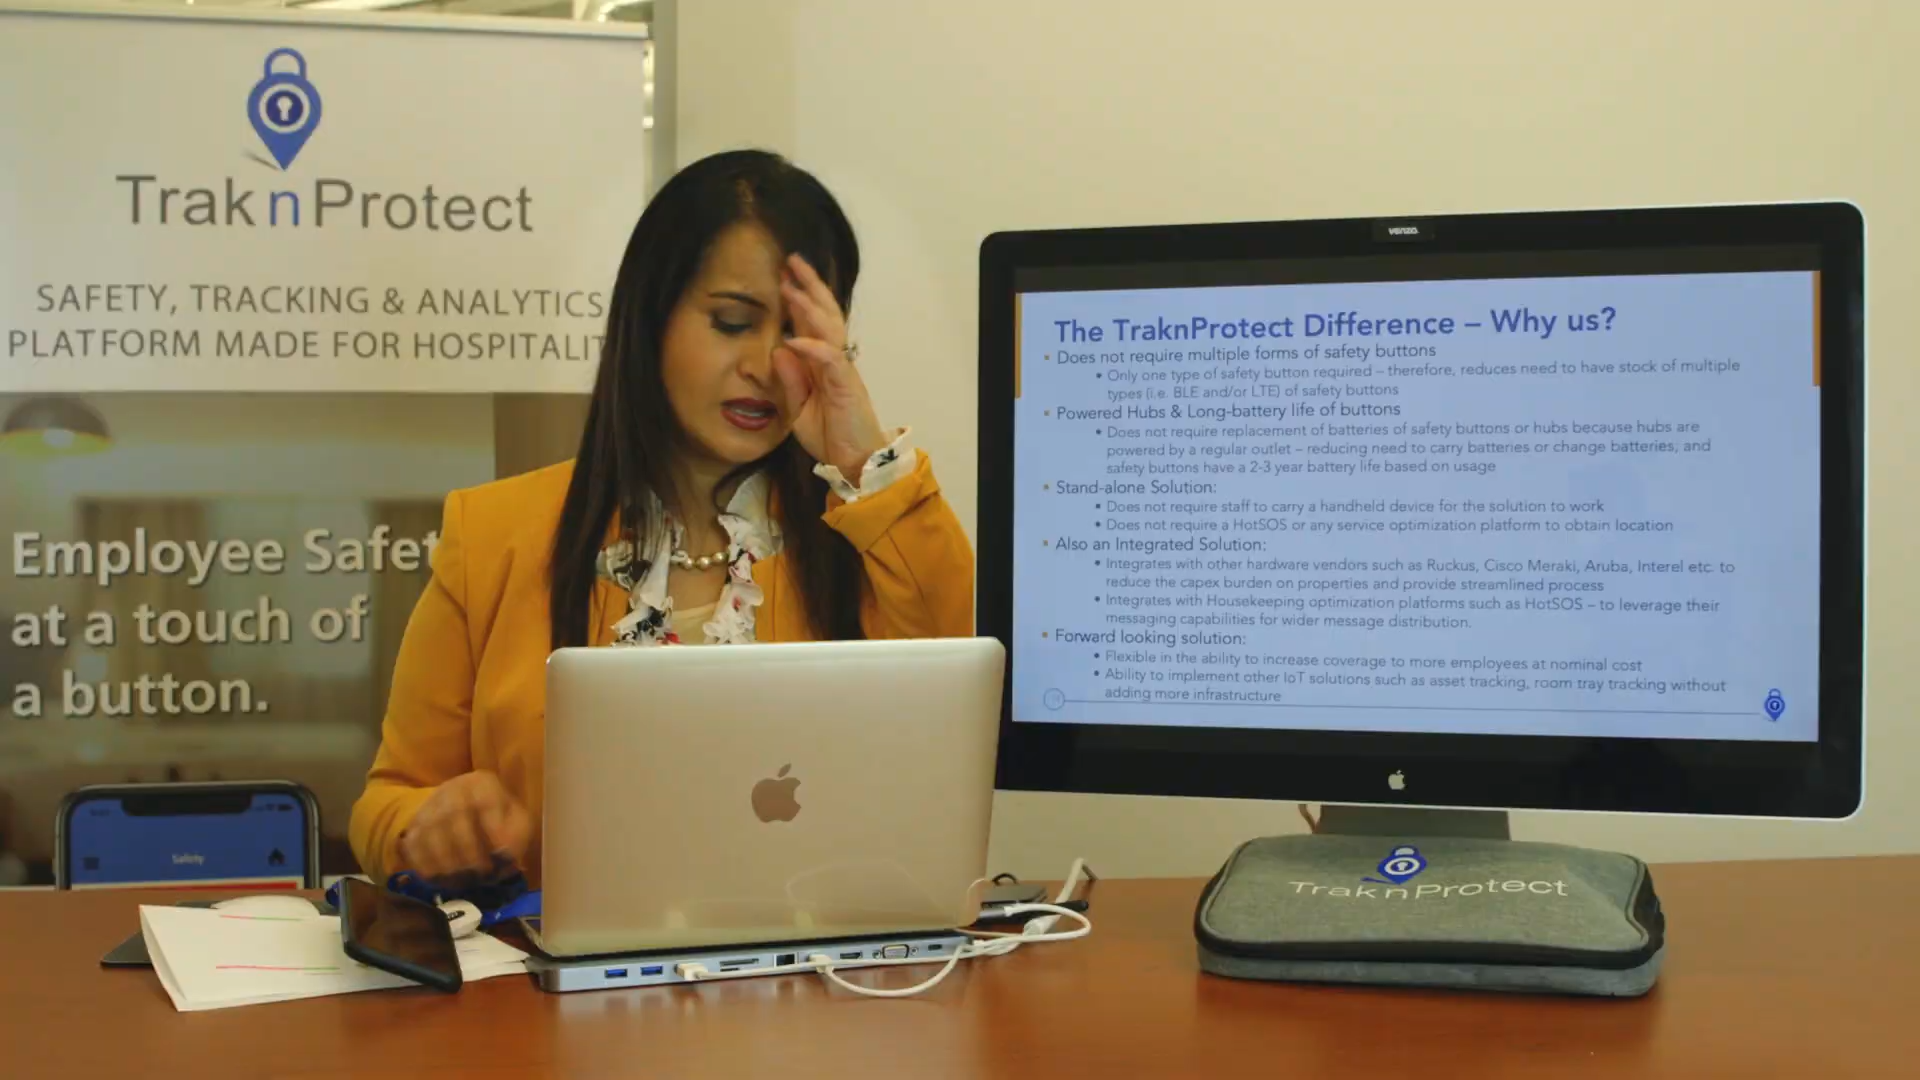 Trak n Protect
SAFETY, TRACKING & ANALYTICS
PLATFORM MADE FOR HOSPITALIT
Employee Safet
at a touch of
a button.
Safety
venzo.
The TraknProtect Difference – Why us?
▪ Does not require multiple forms of safety buttons
• Only one type of safety button required – therefore, reduces need to have stock of multiple
types (i.e. BLE and/or LTE) of safety buttons
▪ Powered Hubs & Long-battery life of buttons
• Does not require replacement of batteries of safety buttons or hubs because hubs are
powered by a regular outlet – reducing need to carry batteries or change batteries, and
safety buttons have a 2-3 year battery life based on usage
▪ Stand-alone Solution:
• Does not require staff to carry a handheld device for the solution to work
• Does not require a HotSOS or any service optimization platform to obtain location
▪ Also an Integrated Solution:
• Integrates with other hardware vendors such as Ruckus, Cisco Meraki, Aruba, Interel etc. to
reduce the capex burden on properties and provide streamlined process
• Integrates with Housekeeping optimization platforms such as HotSOS – to leverage their
messaging capabilities for wider message distribution.
▪ Forward looking solution:
• Flexible in the ability to increase coverage to more employees at nominal cost
• Ability to implement other IoT solutions such as asset tracking, room tray tracking without
adding more infrastructure
Trak n Protect